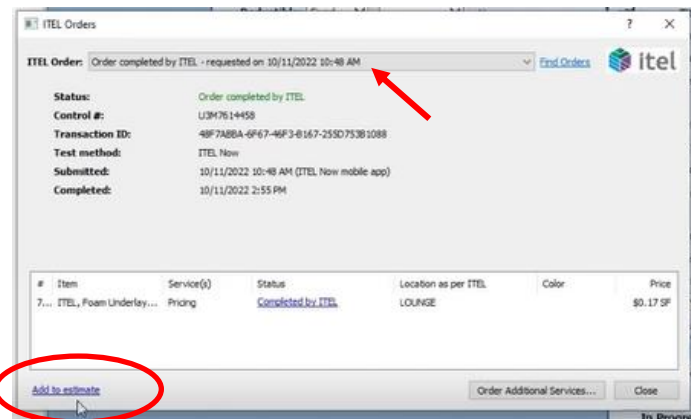 ITEL Orders ? ×
ITEL Order: Order completed by ITEL - requested on 10/11/2022 10:48 AM Find Orders itel
Status: Order completed by ITEL
Control #: U3M7614458
Transaction ID: 48F7ABBA-6F67-46F3-B167-255D753B1088
Test method: ITEL Now
Submitted: 10/11/2022 10:48 AM (ITEL Now mobile app)
Completed: 10/11/2022 2:55 PM
# Item Service(s) Status Location as per ITEL Color Price
7... ITEL, Foam Underlay... Pricing Completed by ITEL LOUNGE $0.17 SF
Add to estimate Order Additional Services... Close